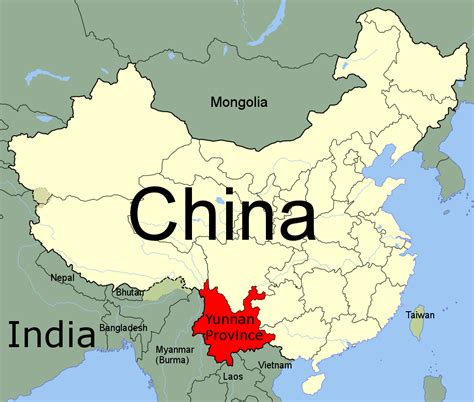 Mongolia
China
Nepal
Bhutan
India
Bangladesh
Myanmar
(Burma)
Yunnan
Province
Laos
Vietnam
Taiwan